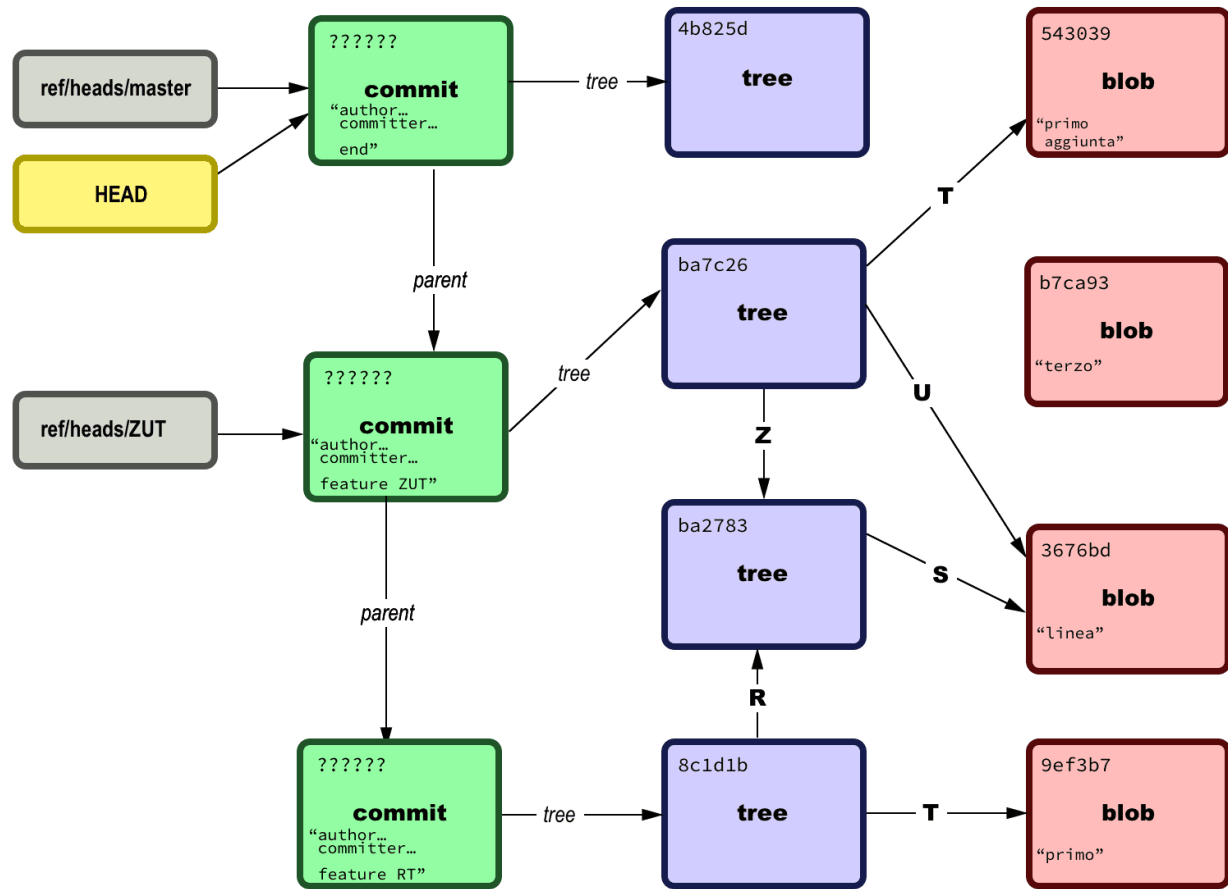 ??????
4b825d
543039
ref/heads/master
commit
tree
tree
blob
“author…
committer…
end”
“primo
aggiunta”
HEAD
T
parent
ba7c26
tree
b7ca93
blob
“terzo”
tree
U
??????
ref/heads/ZUT
commit
“author…
committer…
feature ZUT”
Z
ba2783
tree
S
3676bd
blob
“linea”
parent
R
??????
commit
“author…
committer…
feature RT”
tree
8c1d1b
tree
T
9ef3b7
blob
“primo”